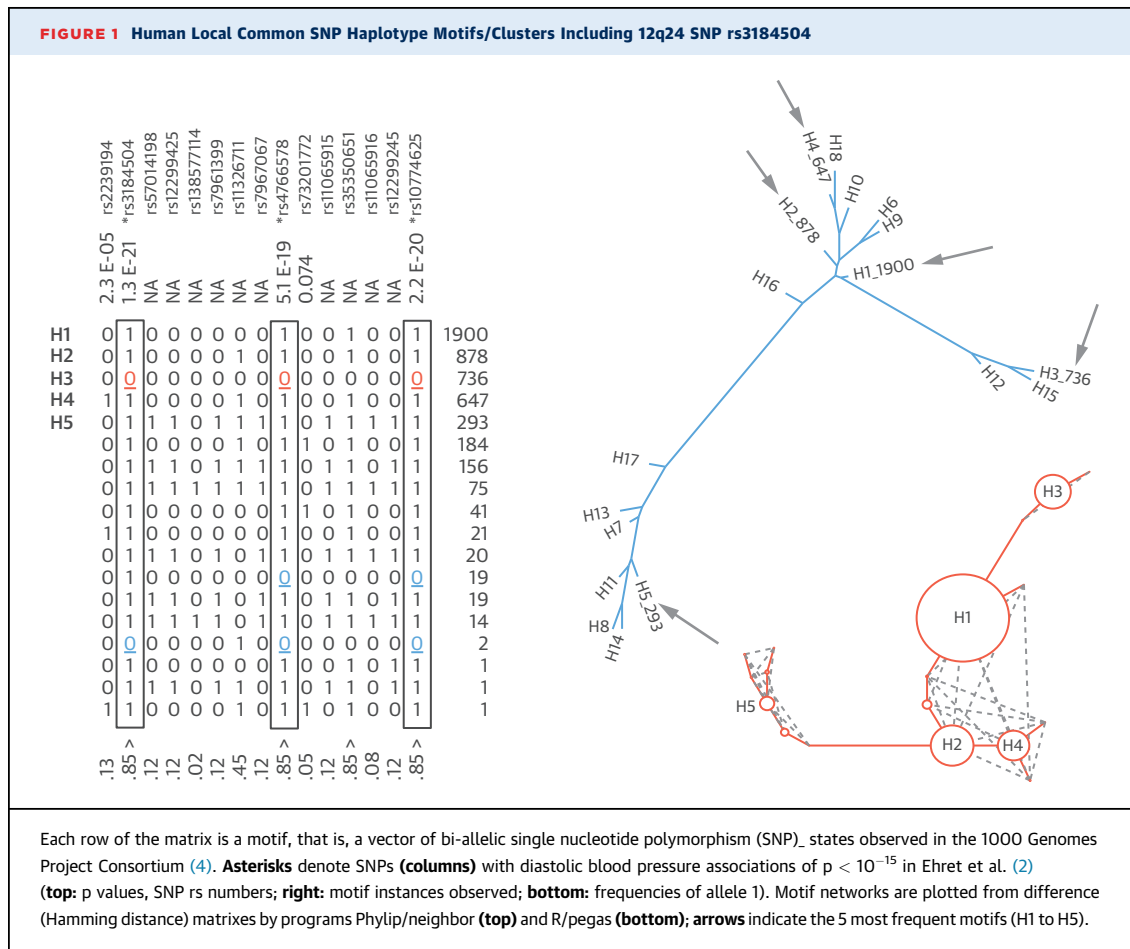 FIGURE 1 Human Local Common SNP Haplotype Motifs/Clusters Including 12q24 SNP rs3184504
rs2239194
*rs3184504
rs57014198
rs12299425
rs138577114
rs7961399
rs11326711
rs7967067
*rs4766578
rs73201772
rs11065915
rs35350651
rs11065916
rs12299245
*rs10774625
2.3 E-05
1.3 E-21
NA
NA
NA
NA
NA
NA
5.1 E-19
0.074
NA
NA
NA
NA
2.2 E-20
H1 0 1 0 0 0 0 0 0 1 0 0 1 0 0 1 1900
H2 0 1 0 0 0 0 1 0 1 0 0 1 0 0 1 878
H3 0 0 0 0 0 0 0 0 0 0 0 1 0 0 0 736
H4 1 1 0 0 0 0 1 0 1 0 0 1 0 0 1 647
H5 0 1 1 1 0 1 1 1 1 0 1 1 1 1 1 293
0 1 0 0 0 0 1 0 1 1 0 1 0 0 1 184
0 1 1 1 0 1 1 1 1 0 1 1 0 1 1 156
0 1 1 1 1 1 1 1 1 0 1 1 1 1 1 75
0 1 0 0 0 0 0 0 1 1 0 1 0 0 1 41
1 1 0 0 0 0 0 0 1 0 0 1 0 0 1 21
0 1 1 1 0 1 0 1 1 0 1 1 1 1 1 20
0 1 0 0 0 0 0 0 0 0 0 1 0 0 0 19
0 1 1 1 0 1 0 1 1 0 1 1 0 1 1 19
0 1 1 1 1 1 0 1 1 0 1 1 0 1 1 14
0 0 0 0 0 0 1 0 0 0 0 1 0 0 0 2
0 1 0 0 0 0 0 1 1 0 0 1 0 0 1 1
0 1 1 1 0 1 1 0 1 0 1 1 0 1 1 1
1 1 0 0 0 0 1 0 1 1 0 1 0 0 1 1
.13
.85 >
.12
.12
.02
.12
.45
.12
.85 >
.05
.12
.85 >
.08
.12
.85 >
H4_647
H18
H10
H2_878
H6
H9
H1_1900
H16
H3_736
H12
H15
H17
H13
H7
H11
H5_293
H8
H14
H3
H1
H5
H2
H4
Each row of the matrix is a motif, that is, a vector of bi-allelic single nucleotide polymorphism (SNP)_ states observed in the 1000 Genomes
Project Consortium (4). Asterisks denote SNPs (columns) with diastolic blood pressure associations of p < 10−15 in Ehret et al. (2)
(top: p values, SNP rs numbers; right: motif instances observed; bottom: frequencies of allele 1). Motif networks are plotted from difference
(Hamming distance) matrixes by programs Phylip/neighbor (top) and R/pegas (bottom); arrows indicate the 5 most frequent motifs (H1 to H5).